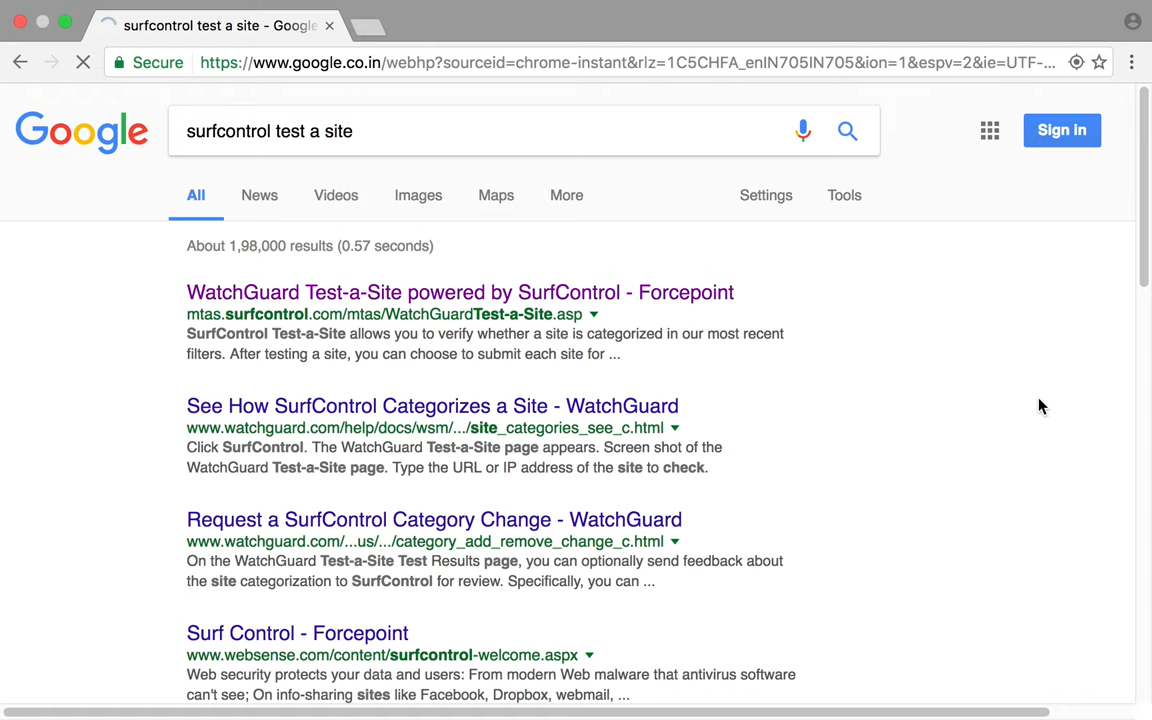 surfcontrol test a site - Google
Secure https://www.google.co.in/webhp?sourceid=chrome-instant&rlz=1C5CHFA_enIN705IN705&ion=1&espv=2&ie=UTF-...
Google surfcontrol test a site Sign in
All News Videos Images Maps More Settings Tools
About 1,98,000 results (0.57 seconds)
WatchGuard Test-a-Site powered by SurfControl - Forcepoint
mtas.surfcontrol.com/mtas/WatchGuardTest-a-Site.asp
SurfControl Test-a-Site allows you to verify whether a site is categorized in our most recent
filters. After testing a site, you can choose to submit each site for ...
See How SurfControl Categorizes a Site - WatchGuard
www.watchguard.com/help/docs/wsm/.../site_categories_see_c.html
Click SurfControl. The WatchGuard Test-a-Site page appears. Screen shot of the
WatchGuard Test-a-Site page. Type the URL or IP address of the site to check.
Request a SurfControl Category Change - WatchGuard
www.watchguard.com/...us/.../category_add_remove_change_c.html
On the WatchGuard Test-a-Site Test Results page, you can optionally send feedback about
the site categorization to SurfControl for review. Specifically, you can ...
Surf Control - Forcepoint
www.websense.com/content/surfcontrol-welcome.aspx
Web security protects your data and users: From modern Web malware that antivirus software
can't see; On info-sharing sites like Facebook, Dropbox, webmail, ...